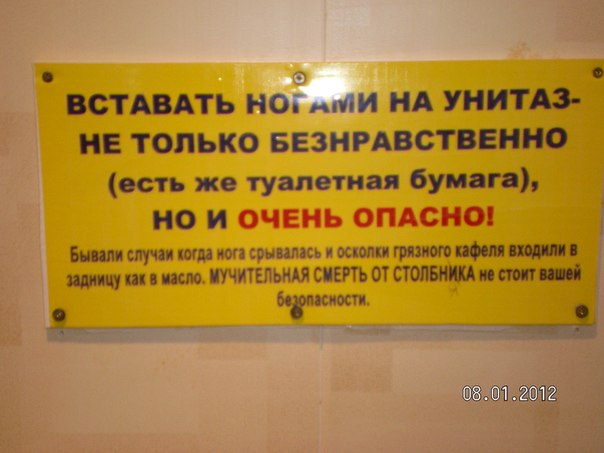 ВСТАВАТЬ НОГАМИ НА УНИТАЗ-
НЕ ТОЛЬКО БЕЗНРАВСТВЕННО
(есть же туалетная бумага),
НО И ОЧЕНЬ ОПАСНО!
Бывали случаи когда нога срывалась и осколки грязного кафеля входили в
задницу как в масло. МУЧИТЕЛЬНАЯ СМЕРТЬ ОТ СТОЛБНИКА не стоит вашей
безопасности.
08.01.2012